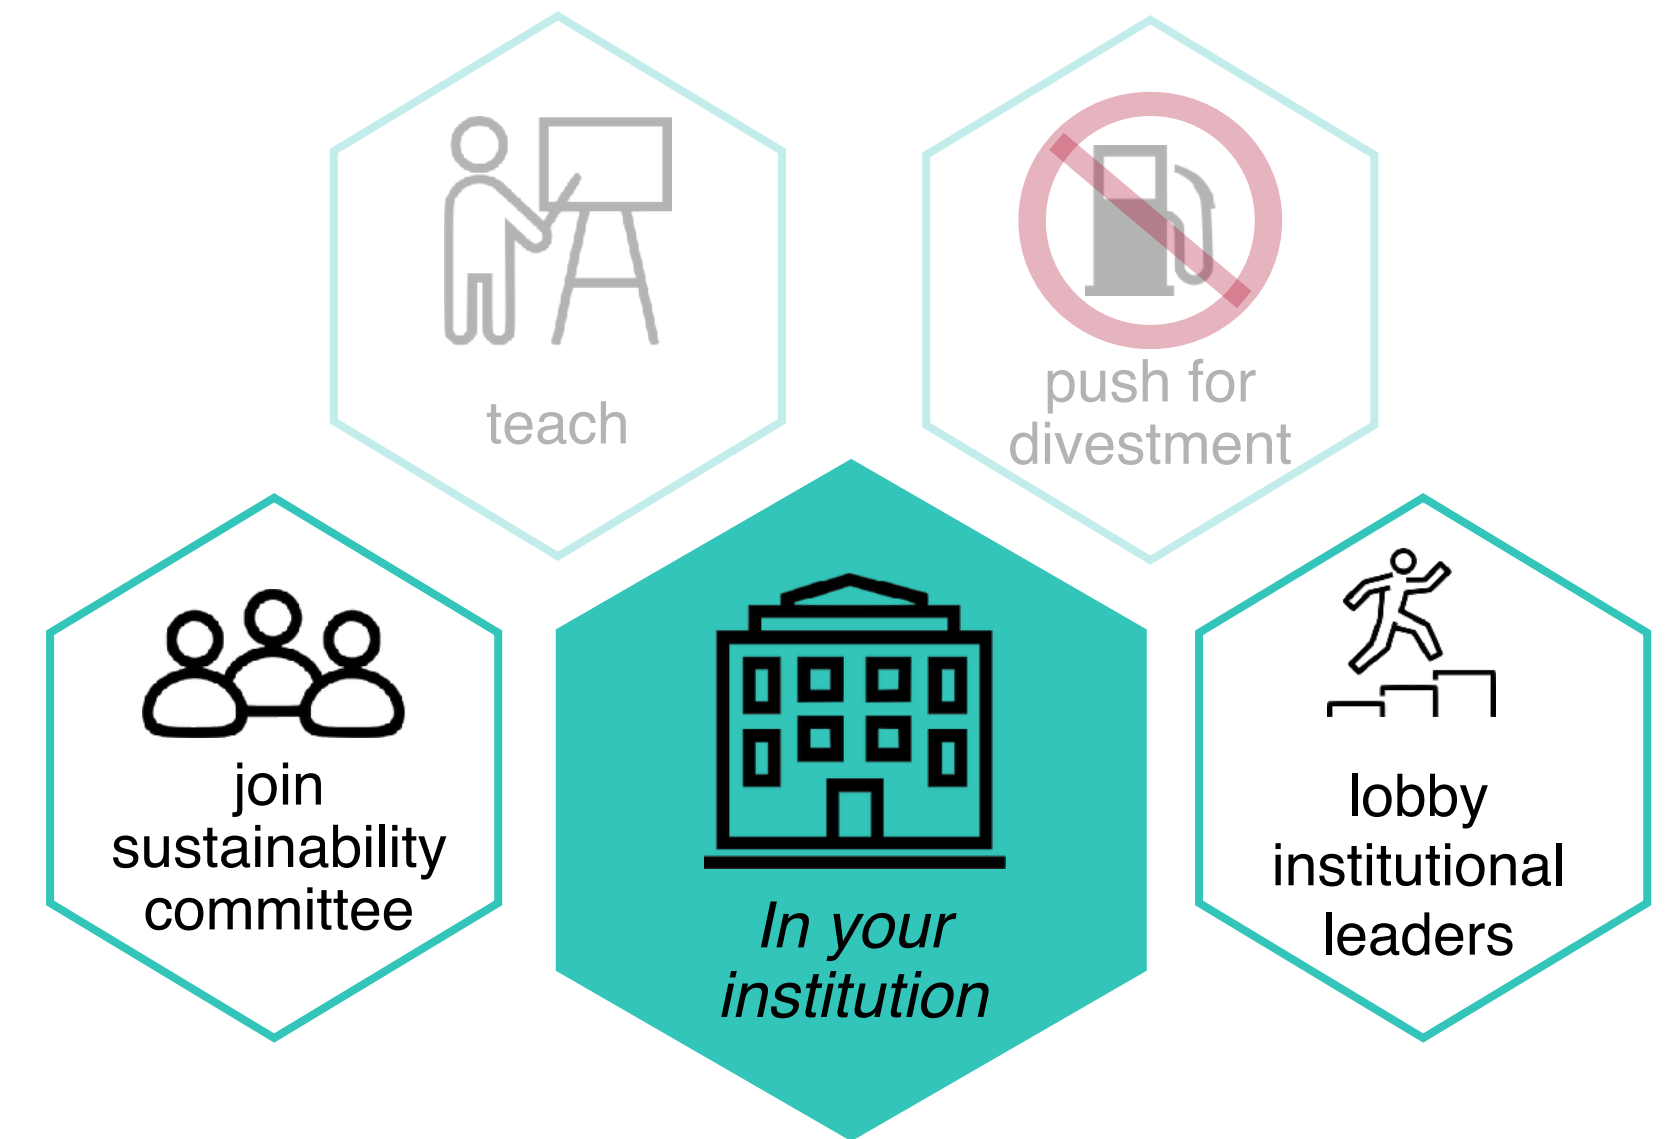 teach
push for
divestment
join
sustainability
committee
In your
institution
lobby
institutional
leaders